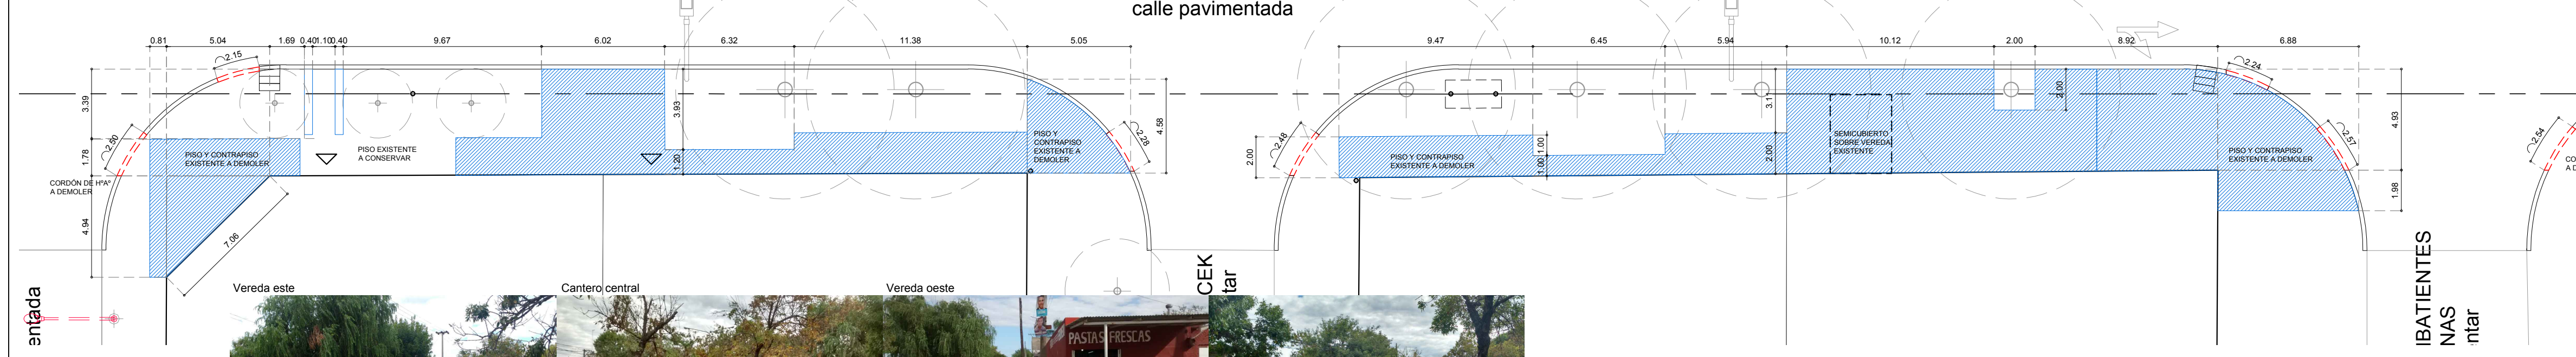 calle pavimentada
0.81
5.04
1.69
0.40
1.10
0.40
9.67
6.02
6.32
11.38
5.05
9.47
6.45
5.94
10.12
2.00
8.92
6.88
2.15
2.50
3.39
1.78
4.94
7.06
PISO Y CONTRAPISO
EXISTENTE A DEMOLER
PISO EXISTENTE
A CONSERVAR
CORDÓN DE HºAº
A DEMOLER
3.93
1.20
PISO Y
CONTRAPISO
EXISTENTE A
DEMOLER
4.58
2.28
2.48
2.00
PISO Y CONTRAPISO
EXISTENTE A DEMOLER
1.00
1.00
3.1
2.00
SEMICUBIERTO
SOBRE VEREDA
EXISTENTE
2.00
2.24
2.57
PISO Y CONTRAPISO
EXISTENTE A DEMOLER
4.93
1.98
2.54
CO
A D
entada
Vereda este
Cantero central
Vereda oeste
PASTAS FRESCAS
CEK
tar
IBATIENTES
NAS
entar